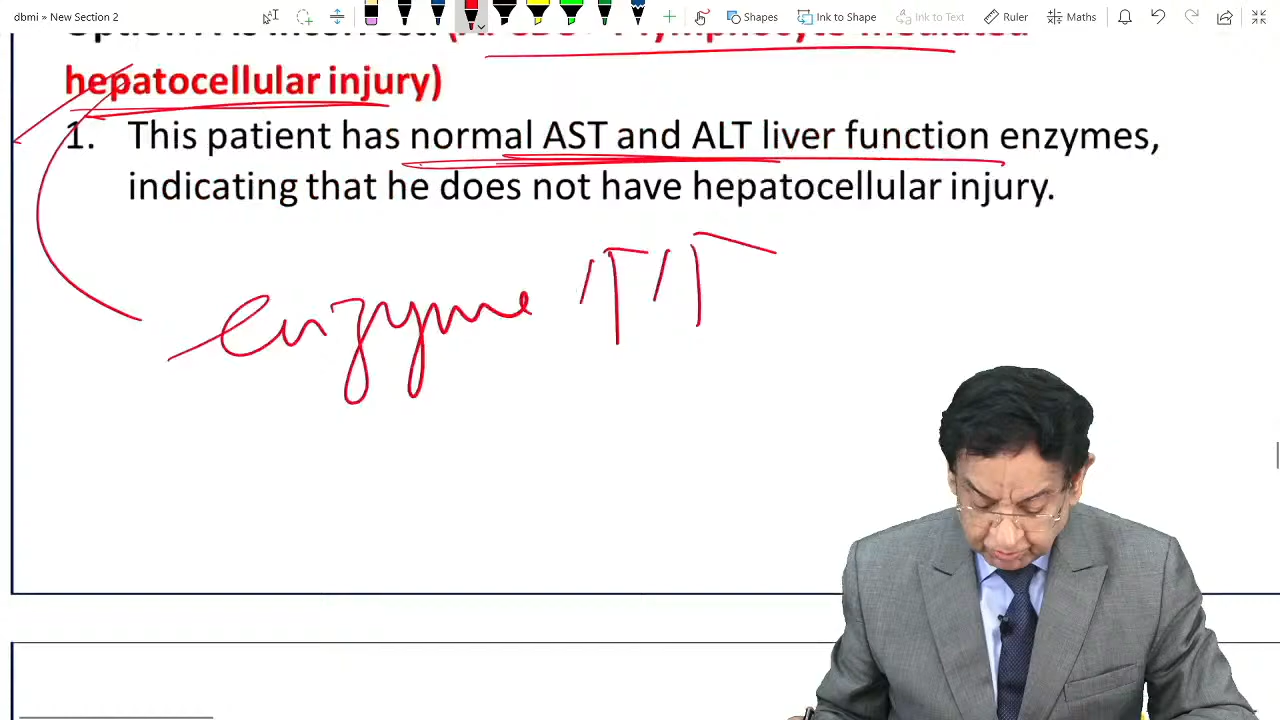 dbmi » New Section 2
Shapes
Ink to Shape
Ink to Text
Ruler
Maths
hepatocellular injury)
1. This patient has normal AST and ALT liver function enzymes,
indicating that he does not have hepatocellular injury.
enzyme ↑↑